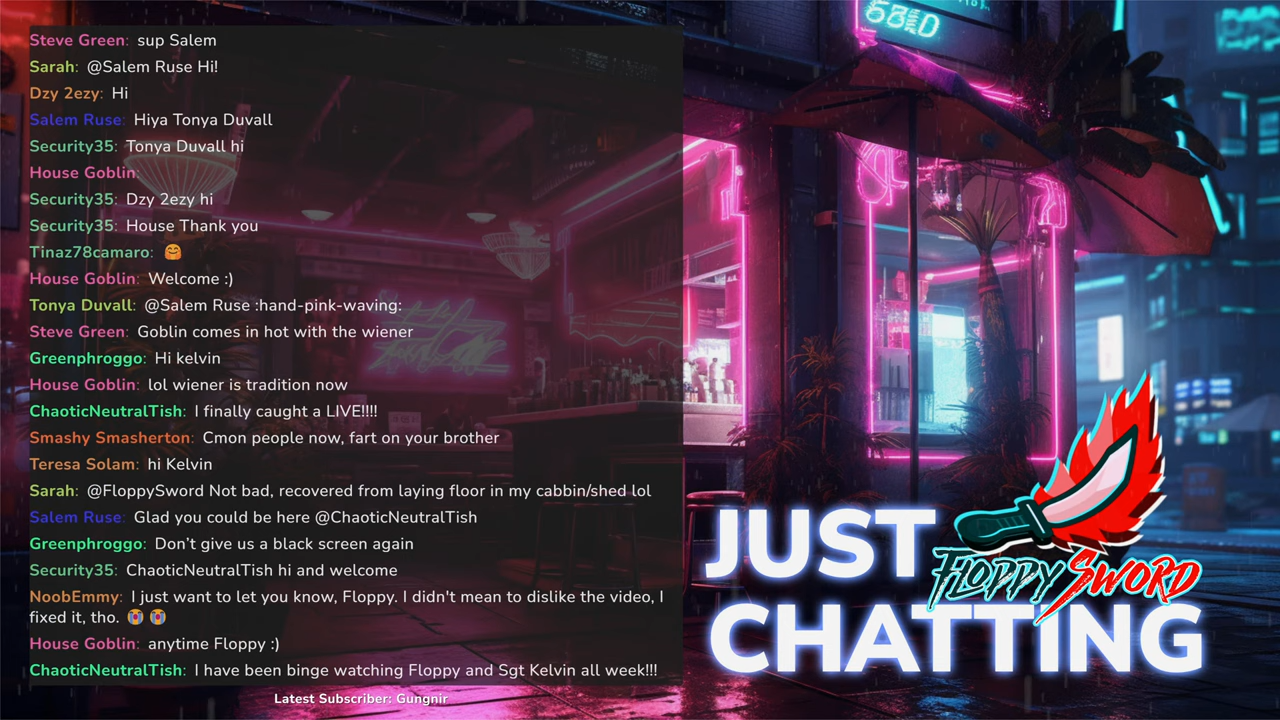 Steve Green: sup Salem
Sarah: @Salem Ruse Hi!
Dzy 2ezy: Hi
Salem Ruse: Hiya Tonya Duvall
Security35: Tonya Duvall hi
House Goblin:
Security35: Dzy 2ezy hi
Security35: House Thank you
Tinaz78camaro: 🤗
House Goblin: Welcome :)
Tonya Duvall: @Salem Ruse :hand-pink-waving:
Steve Green: Goblin comes in hot with the wiener
Greenphroggo: Hi kelvin
House Goblin: lol wiener is tradition now
ChaoticNeutralTish: I finally caught a LIVE!!!!
Smashy Smasherton: Cmon people now, fart on your brother
Teresa Solam: hi Kelvin
Sarah: @FloppySword Not bad, recovered from laying floor in my cabbin/shed lol
Salem Ruse: Glad you could be here @ChaoticNeutralTish
Greenphroggo: Don’t give us a black screen again
Security35: ChaoticNeutralTish hi and welcome
NoobEmmy: I just want to let you know, Floppy. I didn't mean to dislike the video, I
fixed it, tho. 😭 😭
House Goblin: anytime Floppy :)
ChaoticNeutralTish: I have been binge watching Floppy and Sgt Kelvin all week!!!
Latest Subscriber: Gungnir
JUST
FLOPPY SWORD
CHATTING